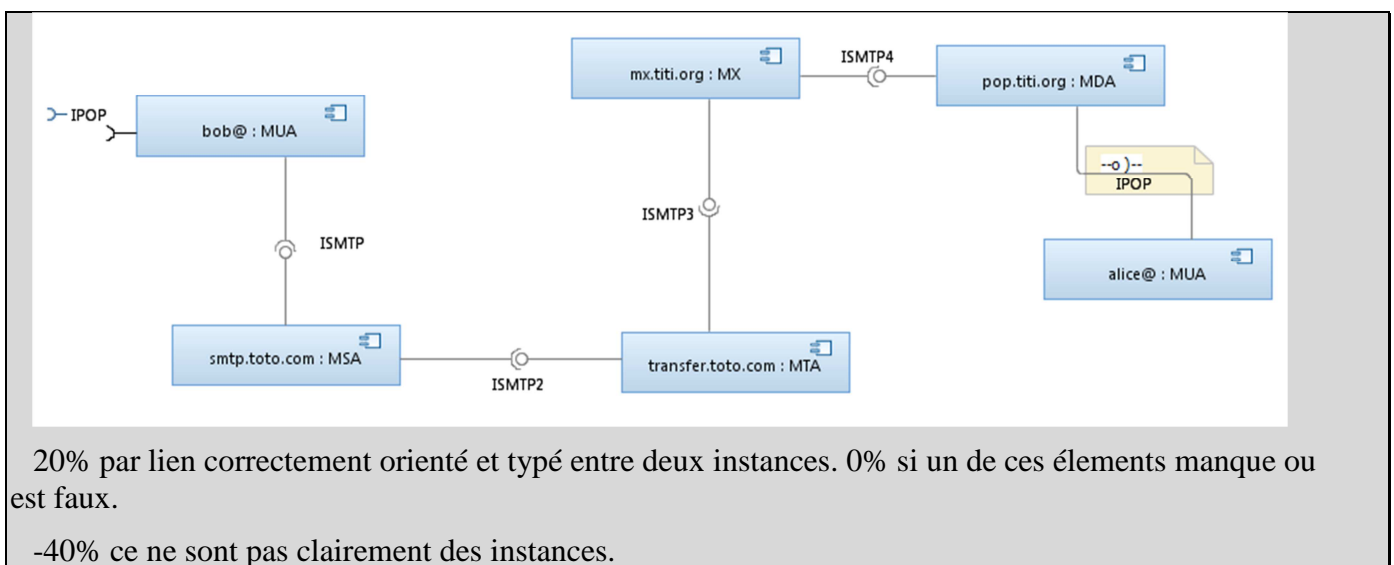 mx.titi.org : MX
ISMTP4
pop.titi.org : MDA
IPOP
bob@ : MUA
--o )--
IPOP
ISMTP3
ISMTP
alice@ : MUA
smtp.toto.com : MSA
ISMTP2
transfer.toto.com : MTA
20% par lien correctement orienté et typé entre deux instances. 0% si un de ces élements manque ou
est faux.
-40% ce ne sont pas clairement des instances.